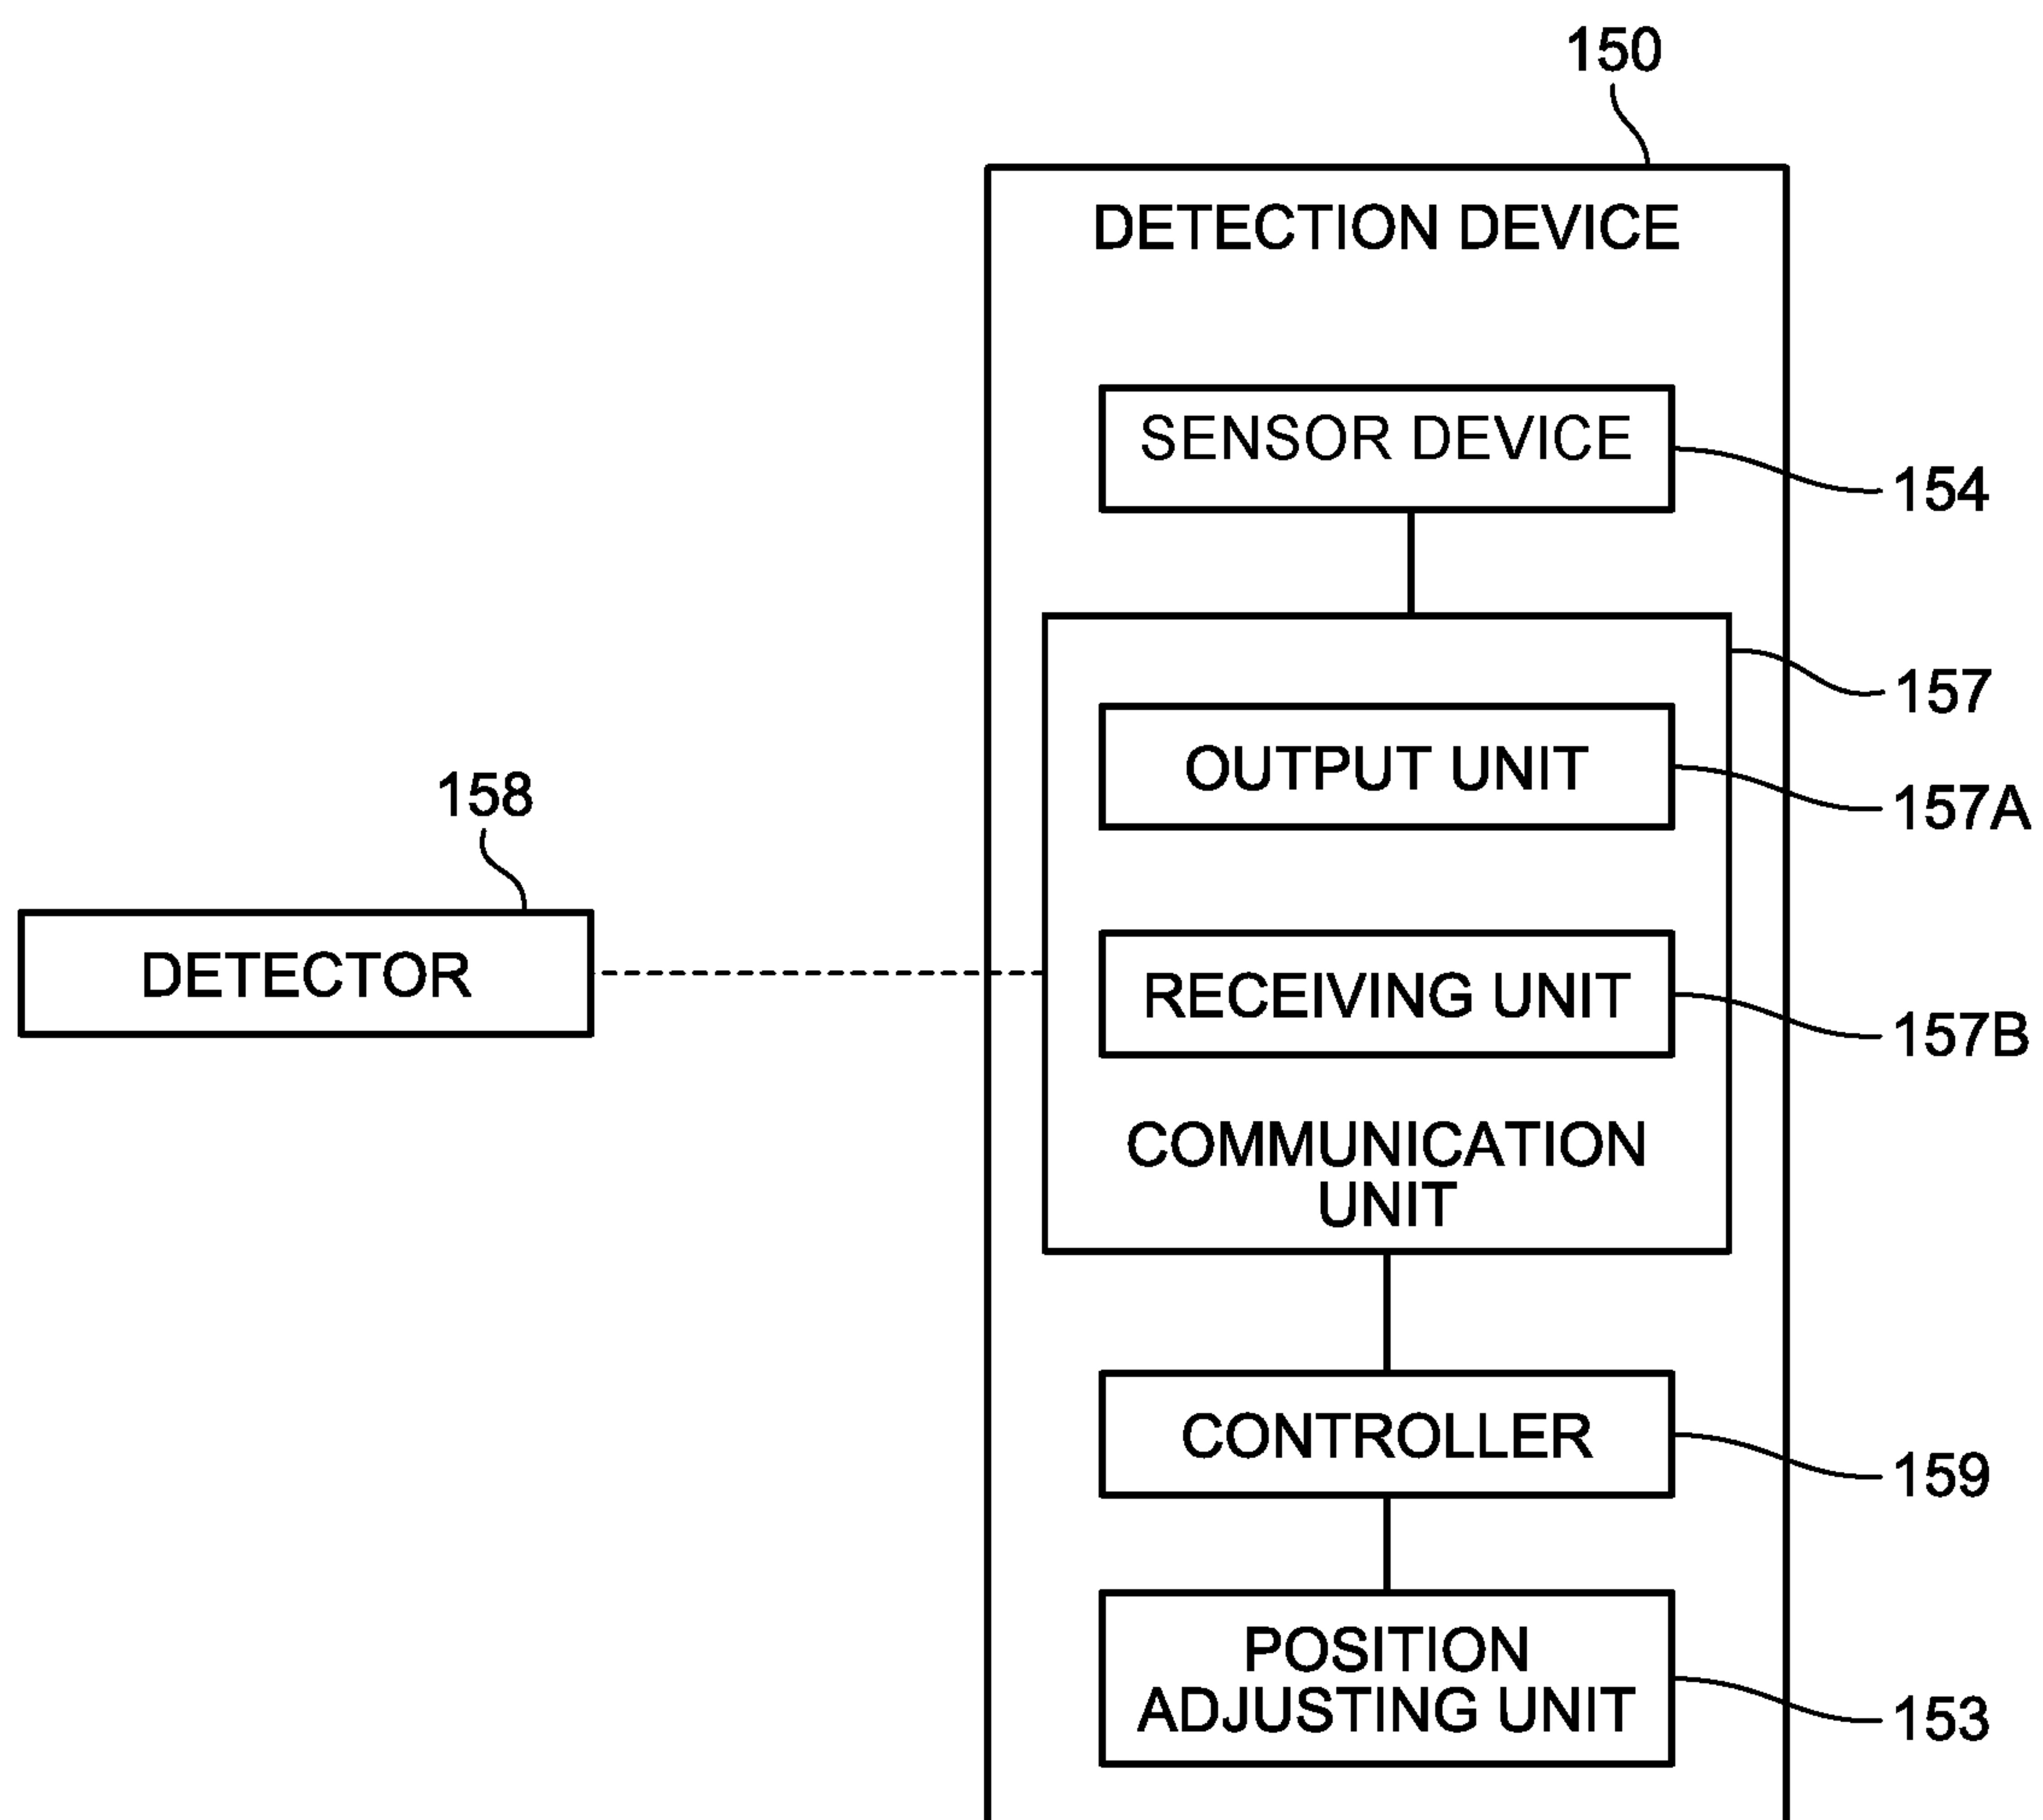 150
DETECTION DEVICE
SENSOR DEVICE
154
157
OUTPUT UNIT
157A
158
DETECTOR
RECEIVING UNIT
157B
COMMUNICATION
UNIT
CONTROLLER
159
POSITION
ADJUSTING UNIT
153